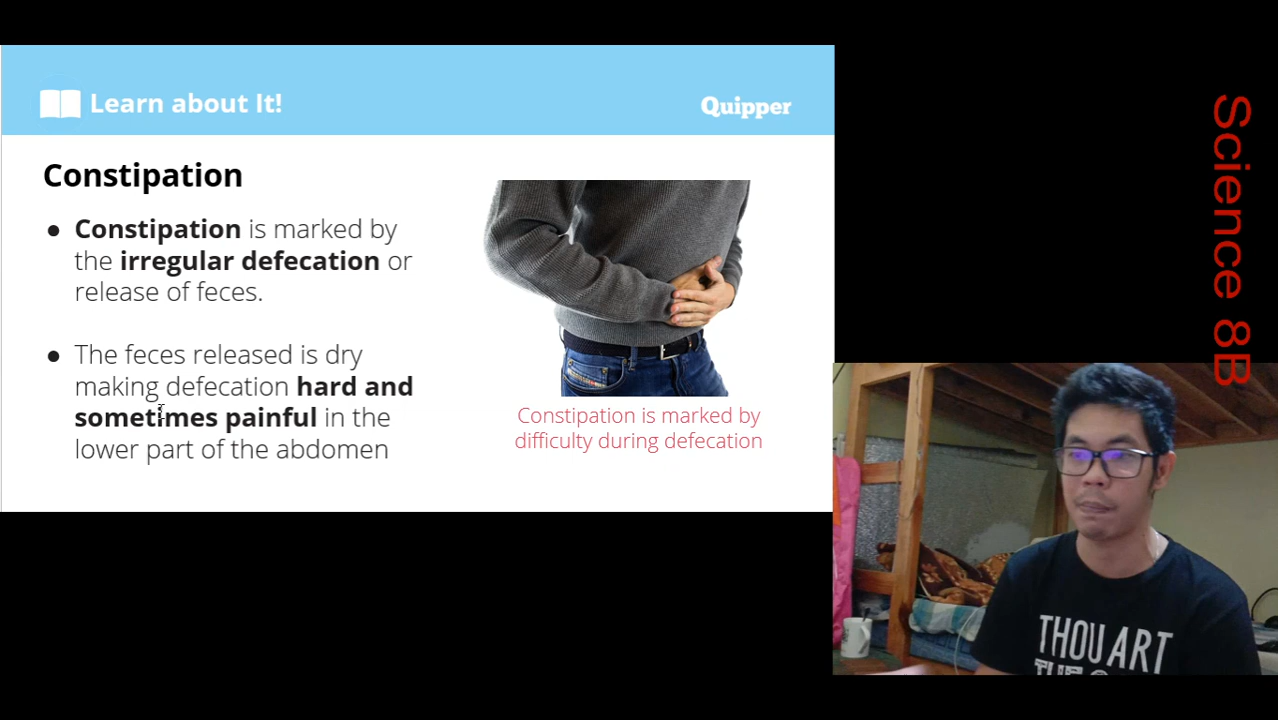 Learn about It!
Quipper
Constipation
● Constipation is marked by
the irregular defecation or
release of feces.
● The feces released is dry
making defecation hard and
sometimes painful in the
lower part of the abdomen
Constipation is marked by
difficulty during defecation
Science 8B
THOU ART
THE